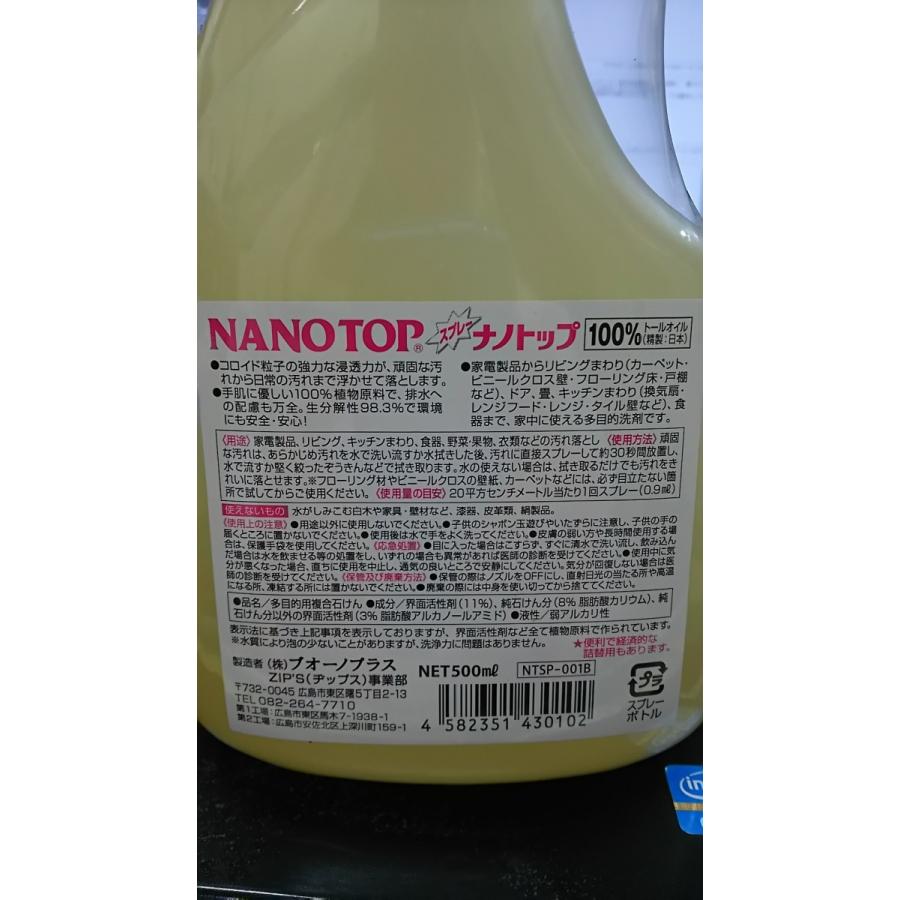 NANO TOP® スプレー ナノトップ 100% トールオイル
(精製:日本)
●コロイド粒子の強力な浸透力が、頑固な汚
れから日常の汚れまで浮かせて落とします。
●手肌に優しい100%植物原料で、排水へ
の配慮も万全。生分解性98.3%で環境
にも安全・安心!
●家電製品からリビングまわり(カーペット・
ビニールクロス壁・フローリング床・戸棚
など)、ドア、畳、キッチンまわり(換気扇・
レンジフード・レンジ・タイル壁など)、食
器まで、家中に使える多目的洗剤です。
〈用途〉家電製品、リビング、キッチンまわり、食器、野菜・果物、衣類などの汚れ落とし〈使用方法〉頑固
な汚れは、あらかじめ汚れを水で洗い流すか水拭きした後、汚れに直接スプレーして約30秒間放置し、
水で流すか堅く絞ったぞうきんなどで拭き取ります。水の使えない場合は、拭き取るだけでも汚れをき
れいに落とせます。※フローリング材やビニールクロスの壁紙、カーペットなどには、必ず目立たない箇
所で試してからご使用ください。〈使用量の目安〉20平方センチメートル当たり1回スプレー(0.9㎖)
使えないもの 水がしみこむ白木や家具・壁材など、漆器、皮革類、絹製品。
〈使用上の注意〉●用途以外に使用しないでください。●子供のシャボン玉遊びやいたずらに注意し、子供の手の
届くところに置かないでください。●使用後は水で手をよく洗ってください。●皮膚の弱い方や長時間使用する場
合は、保護手袋を使用してください。〈応急処置〉●目に入った場合はこすらず、すぐに清水で洗い流し、飲み込ん
だ場合は水を飲ませる等の処置をし、いずれの場合も異常があれば医師の診断を受けてください。●使用中に気
分が悪くなった場合、直ちに使用を中止し、通気の良いところで安静にしてください。気分が回復しない場合は医
師の診断を受けてください。〈保管及び廃棄方法〉●保管の際はノズルをOFFにし、直射日光の当たる所や高温
になる所、凍結する所には置かないでください。●廃棄の際には中身を使い切ってから捨ててください。
●品名/多目的用複合石けん ●成分/界面活性剤(11%)、純石けん分(8% 脂肪酸カリウム)、純
石けん分以外の界面活性剤(3% 脂肪酸アルカノールアミド) ●液性/弱アルカリ性
表示法に基づき上記事項を表示しておりますが、界面活性剤など全て植物原料で作られています。
※水質により泡の少ないことがありますが、洗浄力に問題はありません。
★便利で経済的な
詰替用もあります。
製造者 (株)ブオーノプラス
ZIP'S(ヂップス)事業部
〒732-0045 広島市東区曙5丁目2-13
TEL 082-264-7710
第1工場:広島市東区馬木7-1938-1
第2工場:広島市安佐北区上深川町159-1
NET500㎖ NTSP-001B
4 582351 430102
プラ
スプレー
ボトル